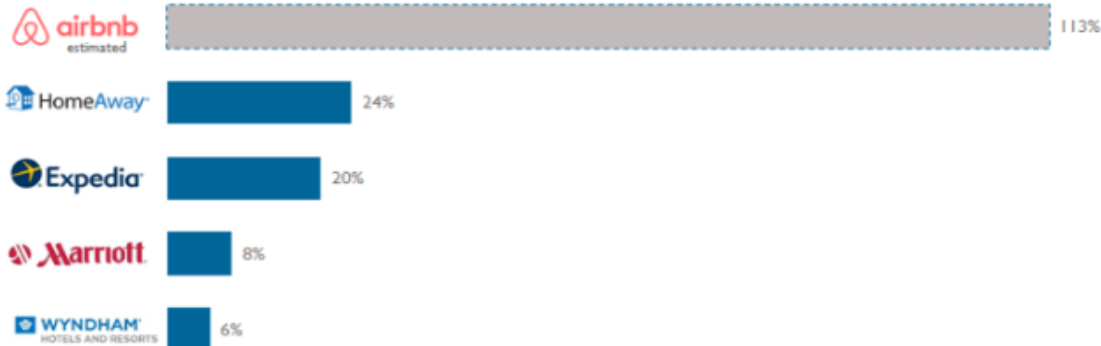 airbnb
estimated
113%
HomeAway
24%
Expedia
20%
Marriott
8%
WYNDHAM
HOTELS AND RESORTS
6%